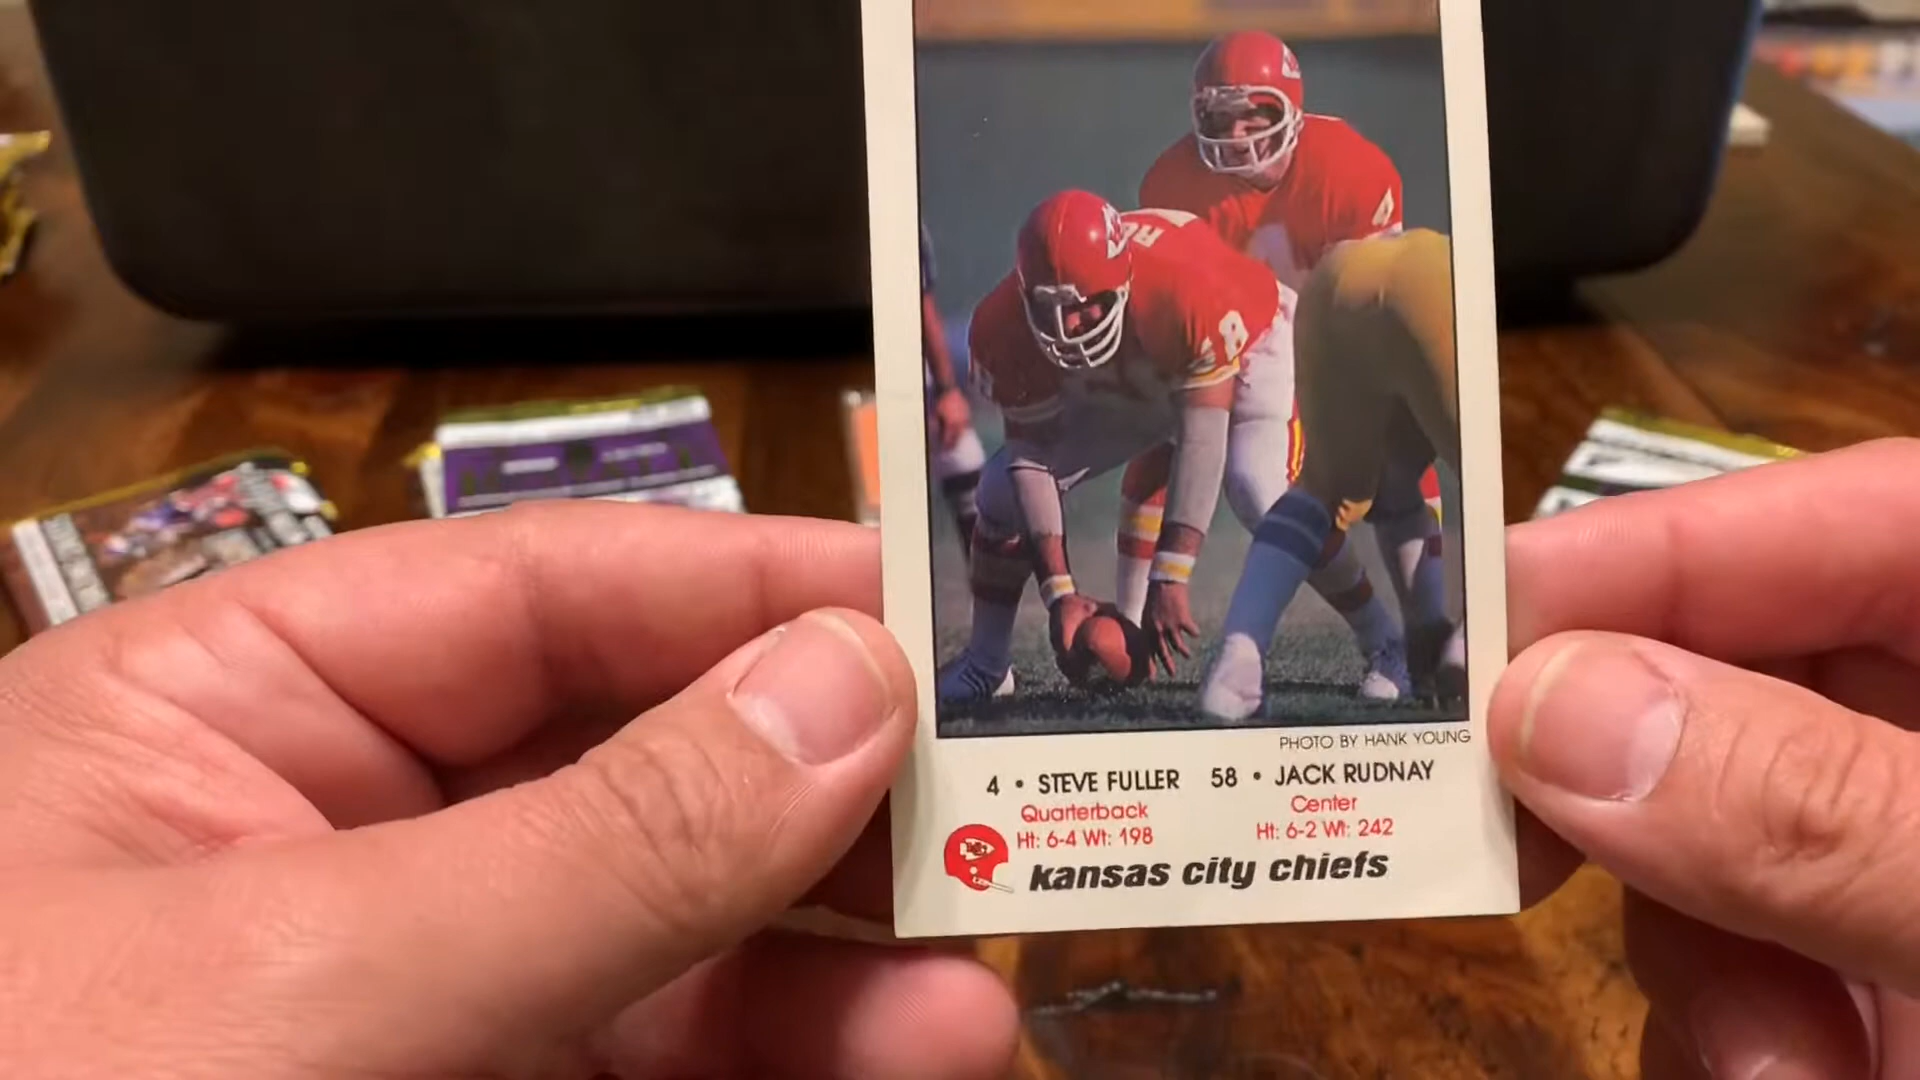 PHOTO BY HANK YOUNG
4 • STEVE FULLER 58 • JACK RUDNAY
Quarterback Center
Ht: 6-4 Wt: 198 Ht: 6-2 Wt: 242
kansas city chiefs